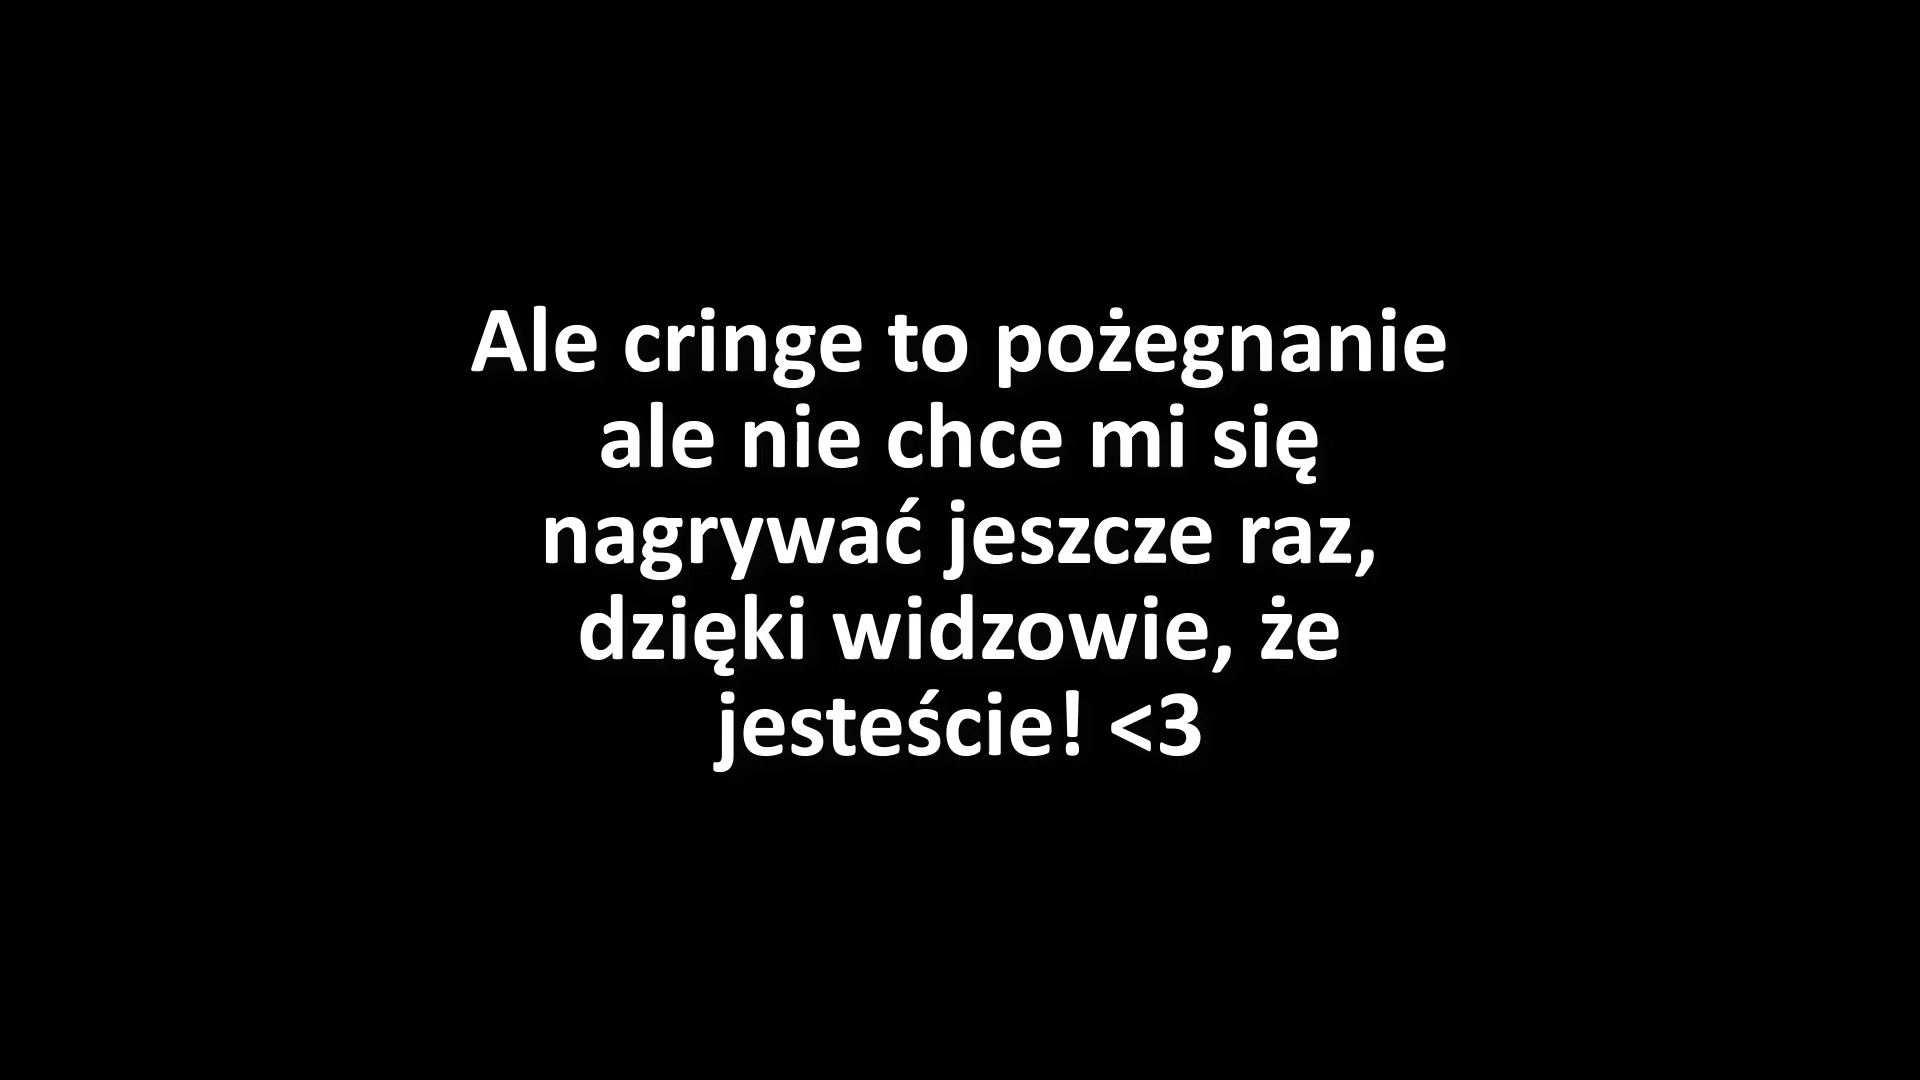 Ale cringe to pożegnanie
ale nie chce mi się
nagrywać jeszcze raz,
dzięki widzowie, że
jesteście! <3